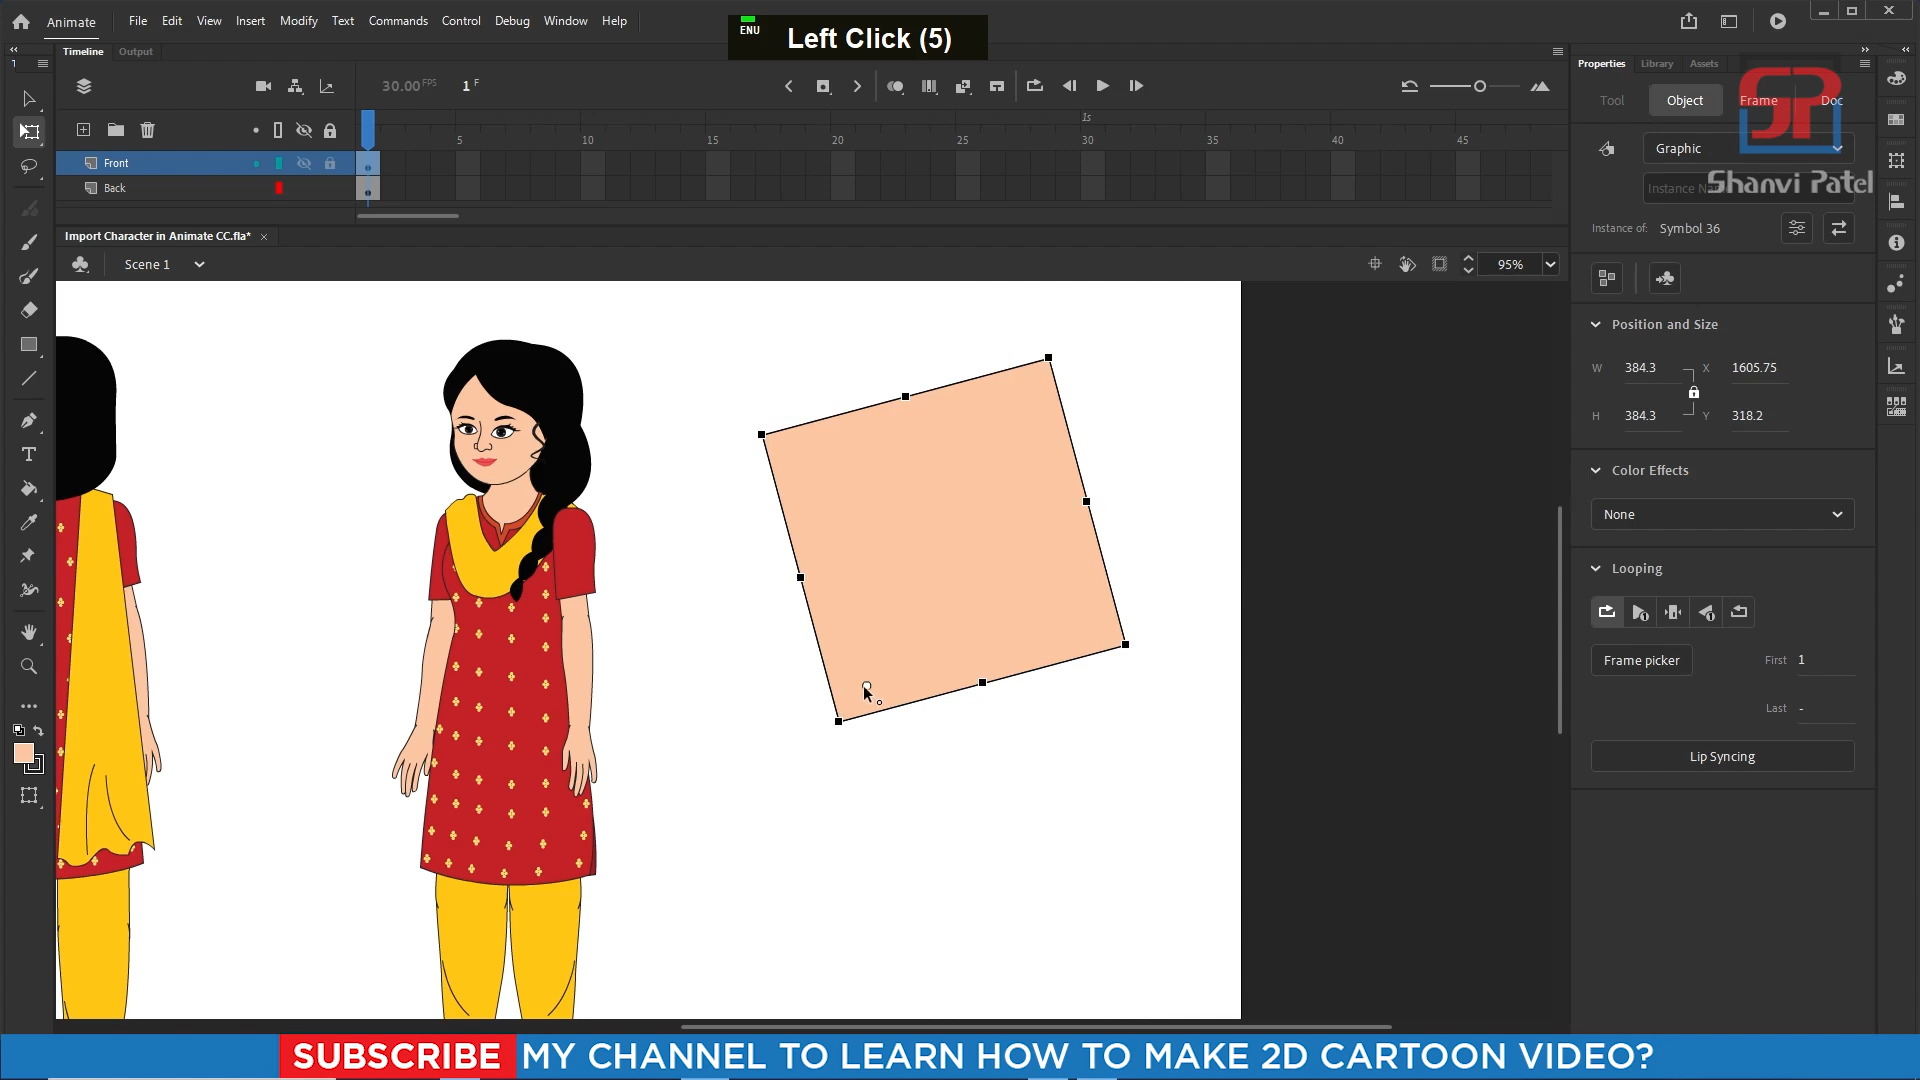 Animate
File Edit View Insert Modify Text Commands Control Debug Window Help
ENU
Left Click (5)
Timeline Output
30.00 FPS 1 F
1s
5 10 15 20 25 30 35 40 45
Front
Back
Import Character in Animate CC.fla* ×
Scene 1
95%
Properties Library Assets
Tool Object Frame Doc
Graphic
Instance Name
Shanvi Patel
Instance of: Symbol 36
Position and Size
W 384.3 X 1605.75
H 384.3 Y 318.2
Color Effects
None
Looping
Frame picker First 1
Last -
Lip Syncing
SUBSCRIBE MY CHANNEL TO LEARN HOW TO MAKE 2D CARTOON VIDEO?